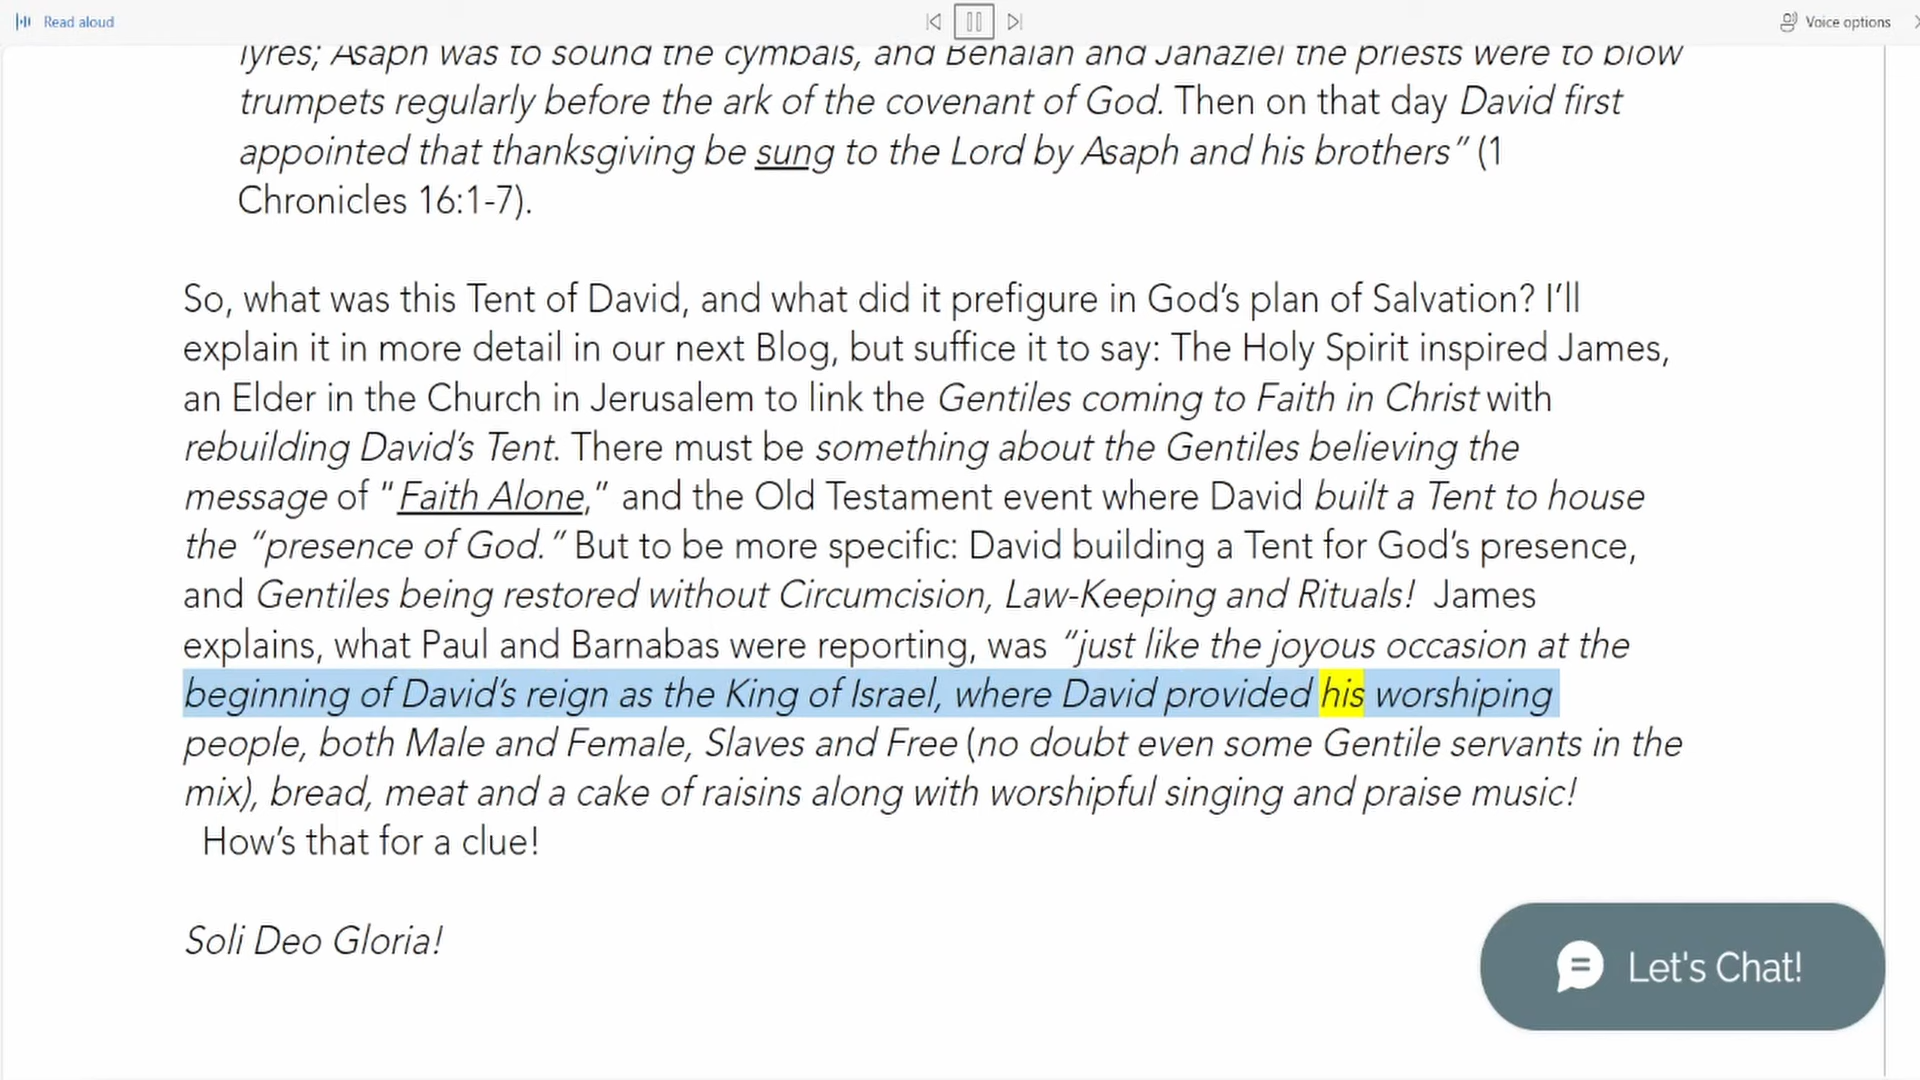 Read aloud
Voice options
lyres; Asaph was to sound the cymbals, and Benaiah and Jahaziel the priests were to blow
trumpets regularly before the ark of the covenant of God. Then on that day David first
appointed that thanksgiving be sung to the Lord by Asaph and his brothers” (1
Chronicles 16:1-7).
So, what was this Tent of David, and what did it prefigure in God’s plan of Salvation? I’ll
explain it in more detail in our next Blog, but suffice it to say: The Holy Spirit inspired James,
an Elder in the Church in Jerusalem to link the Gentiles coming to Faith in Christ with
rebuilding David’s Tent. There must be something about the Gentiles believing the
message of “Faith Alone,” and the Old Testament event where David built a Tent to house
the “presence of God.” But to be more specific: David building a Tent for God’s presence,
and Gentiles being restored without Circumcision, Law-Keeping and Rituals! James
explains, what Paul and Barnabas were reporting, was “just like the joyous occasion at the
beginning of David’s reign as the King of Israel, where David provided his worshiping
people, both Male and Female, Slaves and Free (no doubt even some Gentile servants in the
mix), bread, meat and a cake of raisins along with worshipful singing and praise music!
How’s that for a clue!
Soli Deo Gloria!
Let's Chat!